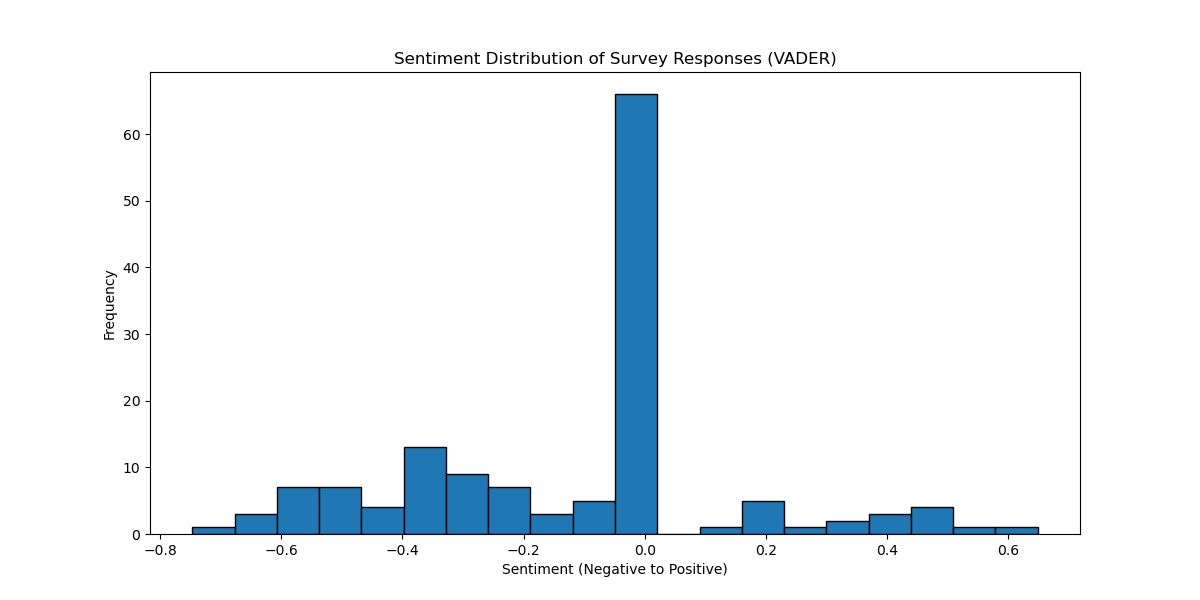 Sentiment Distribution of Survey Responses (VADER)
60
50
40
30
20
10
0
Frequency
−0.8 −0.6 −0.4 −0.2 0.0 0.2 0.4 0.6
Sentiment (Negative to Positive)